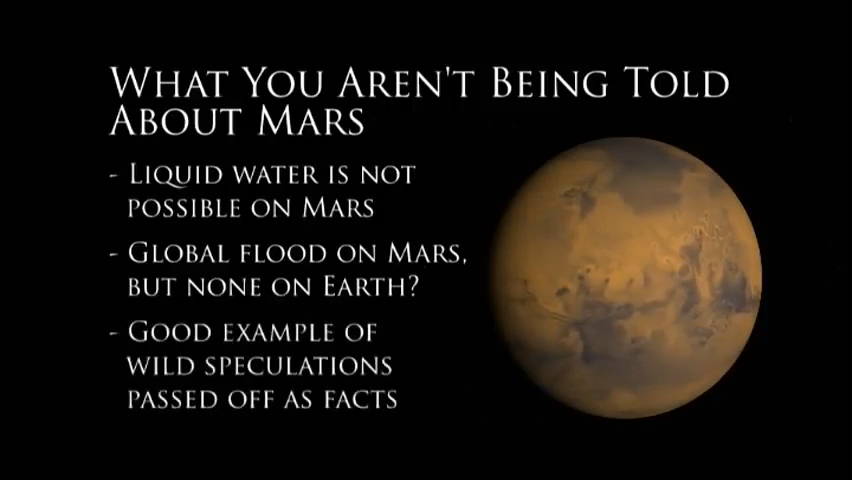 What You Aren't Being Told
About Mars
- Liquid water is not
possible on Mars
- Global flood on Mars,
but none on Earth?
- Good example of
wild speculations
passed off as facts